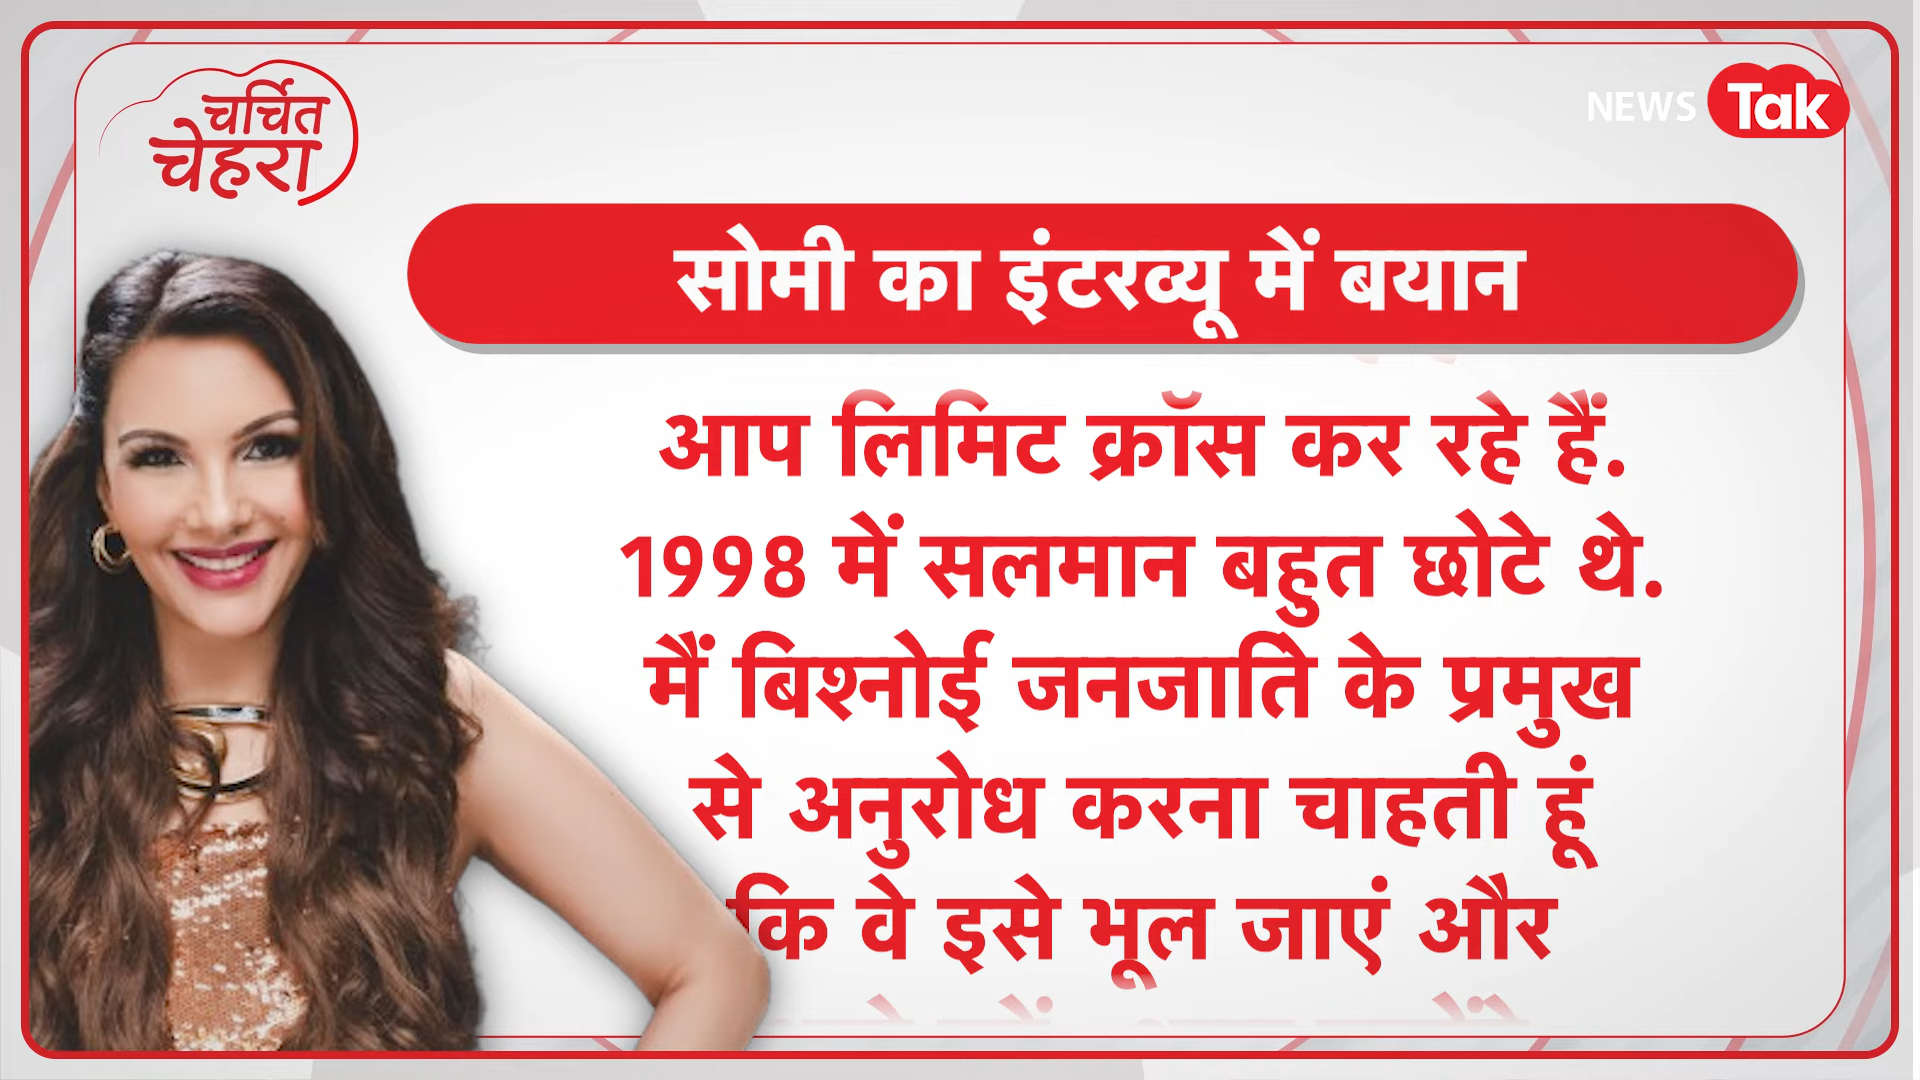 चर्चित
चेहरा
NEWS Tak
सोमी का इंटरव्यू में बयान
आप लिमिट क्रॉस कर रहे हैं.
1998 में सलमान बहुत छोटे थे.
मैं बिश्नोई जनजाति के प्रमुख
से अनुरोध करना चाहती हूं
कि वे इसे भूल जाएं और